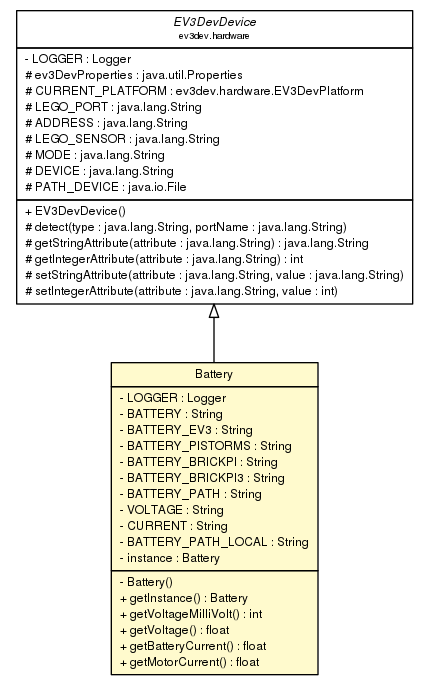 EV3DevDevice
ev3dev.hardware
- LOGGER : Logger
# ev3DevProperties : java.util.Properties
# CURRENT_PLATFORM : ev3dev.hardware.EV3DevPlatform
# LEGO_PORT : java.lang.String
# ADDRESS : java.lang.String
# LEGO_SENSOR : java.lang.String
# MODE : java.lang.String
# DEVICE : java.lang.String
# PATH_DEVICE : java.io.File
+ EV3DevDevice()
# detect(type : java.lang.String, portName : java.lang.String)
# getStringAttribute(attribute : java.lang.String) : java.lang.String
# getIntegerAttribute(attribute : java.lang.String) : int
# setStringAttribute(attribute : java.lang.String, value : java.lang.String)
# setIntegerAttribute(attribute : java.lang.String, value : int)
Battery
- LOGGER : Logger
- BATTERY : String
- BATTERY_EV3 : String
- BATTERY_PISTORMS : String
- BATTERY_BRICKPI : String
- BATTERY_BRICKPI3 : String
- BATTERY_PATH : String
- VOLTAGE : String
- CURRENT : String
- BATTERY_PATH_LOCAL : String
- instance : Battery
- Battery()
+ getInstance() : Battery
+ getVoltageMilliVolt() : int
+ getVoltage() : float
+ getBatteryCurrent() : float
+ getMotorCurrent() : float